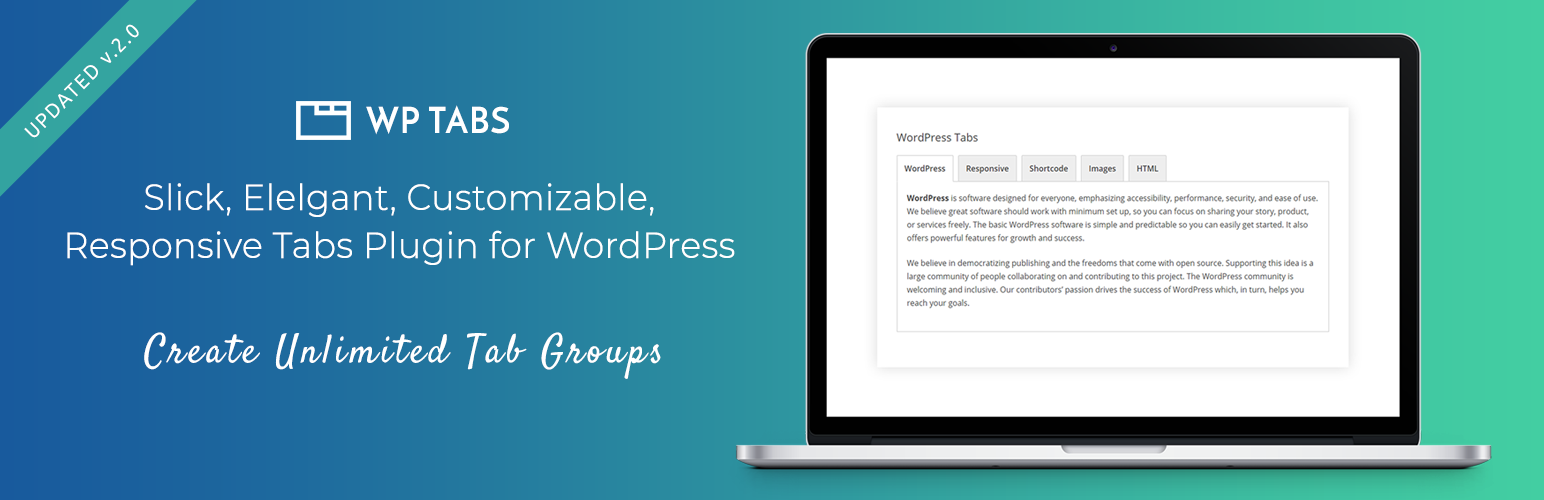 UPDATED v.2.0
WP TABS
Slick, Elelgant, Customizable,
Responsive Tabs Plugin for WordPress
Create Unlimited Tab Groups
WordPress Tabs
WordPress Responsive Shortcode Images HTML
WordPress is software designed for everyone, emphasizing accessibility, performance, security, and ease of use.
We believe great software should work with minimum set up, so you can focus on sharing your story, product,
or services freely. The basic WordPress software is simple and predictable so you can easily get started. It also
offers powerful features for growth and success.
We believe in democratizing publishing and the freedoms that come with open source. Supporting this idea is a
large community of people collaborating on and contributing to this project. The WordPress community is
welcoming and inclusive. Our contributors' passion drives the success of WordPress which, in turn, helps you
reach your goals.